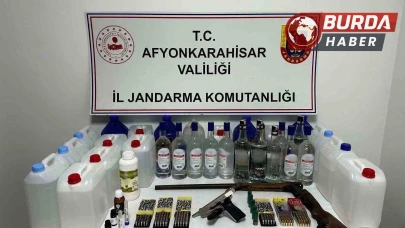 BURDA
HABER
T.C.
AFYONKARAHİSAR
VALİLİĞİ
İL JANDARMA KOMUTANLIĞI